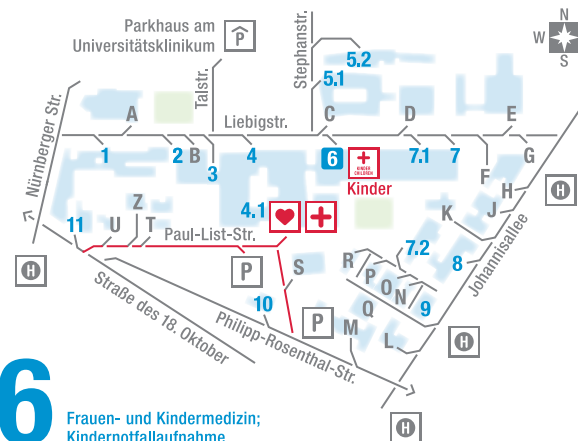 Parkhaus am
Universitätsklinikum
P
N
W
S
Stephanstr.
5.2
5.1
Talstr.
Nürnberger Str.
A
Liebigstr.
C
D
E
1
2
B
3
4
6
KINDER
CHILDREN
Kinder
7.1
7
F
G
H
H
J
K
Z
4.1
11
U
T
Paul-List-Str.
7.2
8
Johannisallee
H
P
S
R
P
O
N
9
Q
Straße des 18. Oktober
10
P
M
L
H
Philipp-Rosenthal-Str.
H
6
Frauen- und Kindermedizin;
Kindernotfallaufnahme